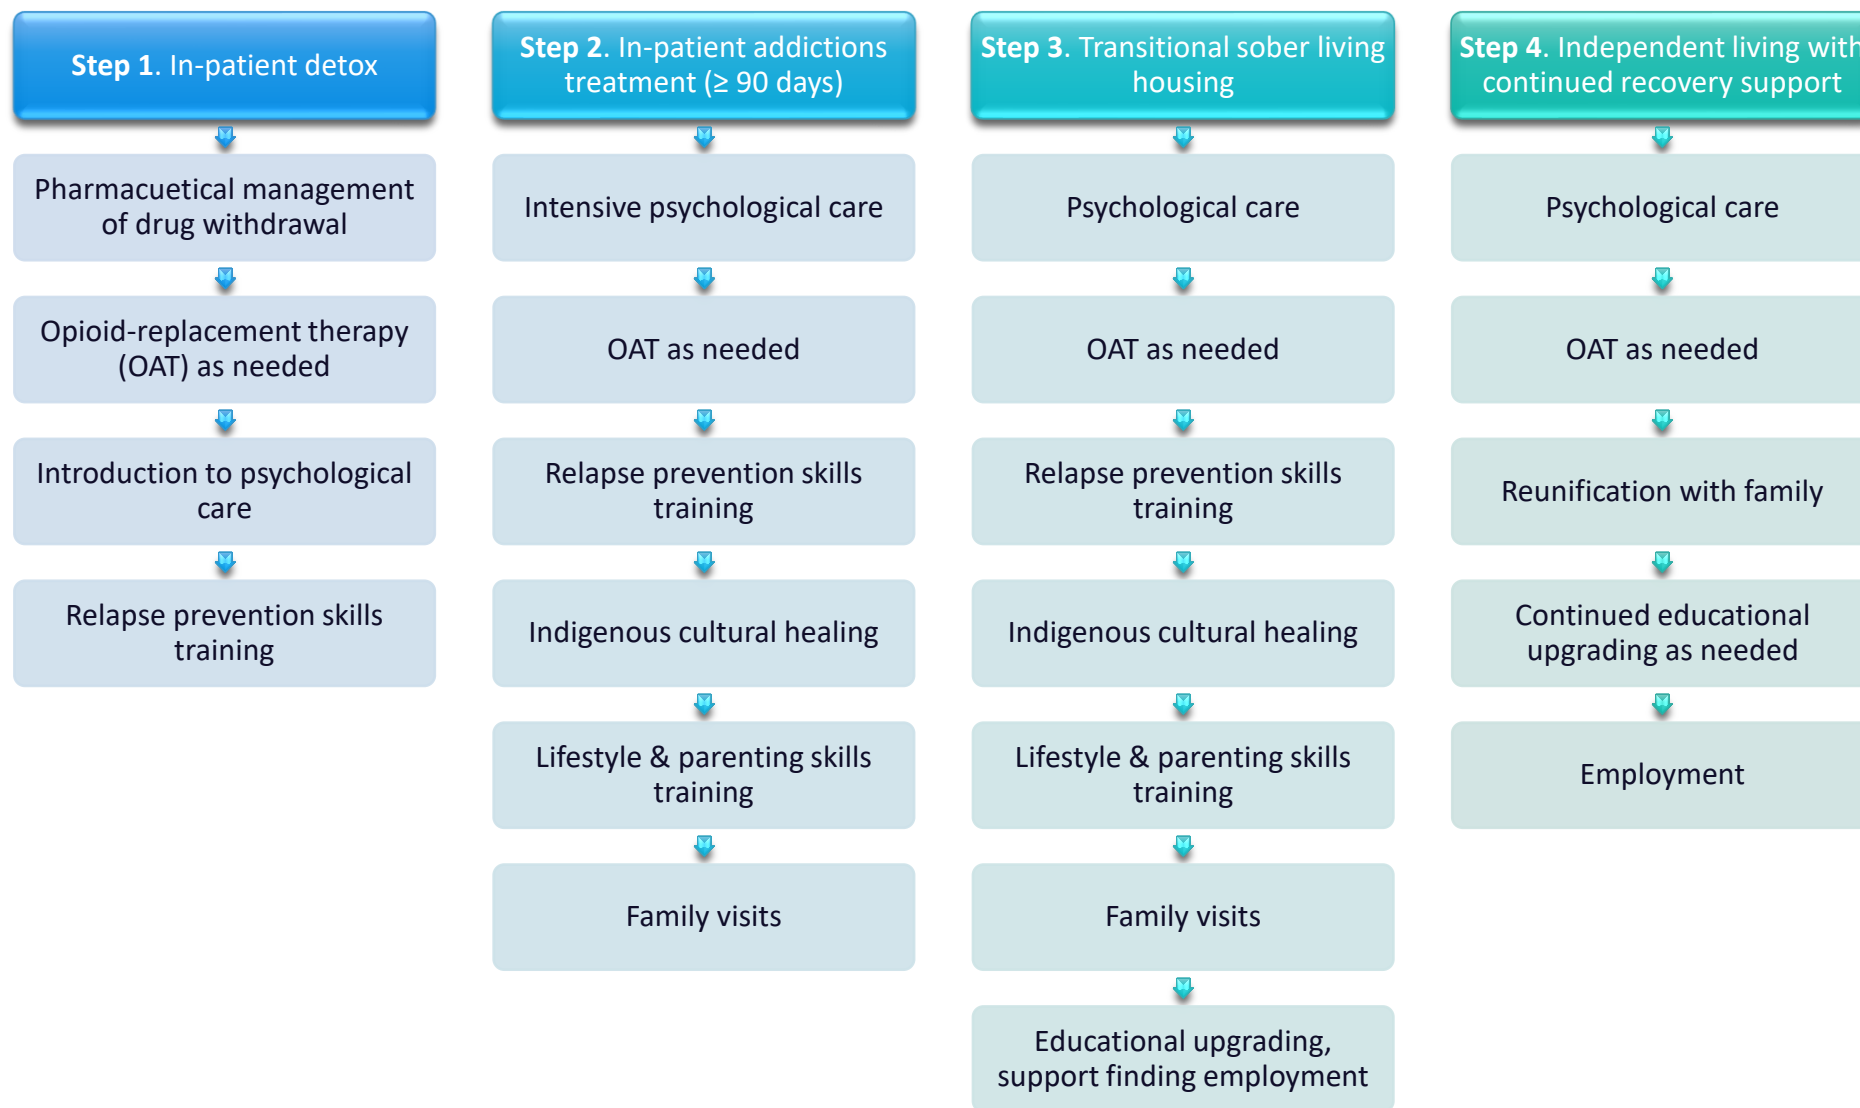 Step 1. In-patient detox
Pharmacuetical management
of drug withdrawal
Opioid-replacement therapy
(OAT) as needed
Introduction to psychological
care
Relapse prevention skills
training
Step 2. In-patient addictions
treatment (≥ 90 days)
Intensive psychological care
OAT as needed
Relapse prevention skills
training
Indigenous cultural healing
Lifestyle & parenting skills
training
Family visits
Step 3. Transitional sober living
housing
Psychological care
OAT as needed
Relapse prevention skills
training
Indigenous cultural healing
Lifestyle & parenting skills
training
Family visits
Educational upgrading,
support finding employment
Step 4. Independent living with
continued recovery support
Psychological care
OAT as needed
Reunification with family
Continued educational
upgrading as needed
Employment